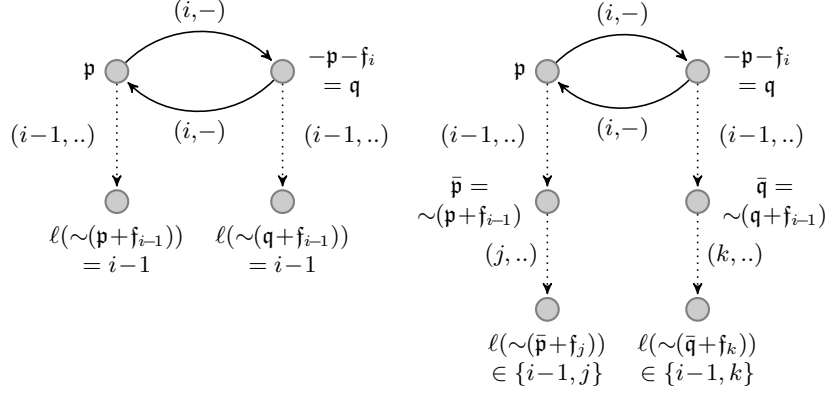 (i,−)
𝔭
−𝔭−𝔣ᵢ
= 𝔮
(i,−)
(i−1,..)
(i−1,..)
ℓ(∼(𝔭+𝔣ᵢ₋₁))
= i−1
ℓ(∼(𝔮+𝔣ᵢ₋₁))
= i−1
(i,−)
𝔭
−𝔭−𝔣ᵢ
= 𝔮
(i,−)
(i−1,..)
(i−1,..)
𝔭̄ =
∼(𝔭+𝔣ᵢ₋₁)
𝔮̄ =
∼(𝔮+𝔣ᵢ₋₁)
(j,..)
(k,..)
ℓ(∼(𝔭̄+𝔣ⱼ))
∈ {i−1, j}
ℓ(∼(𝔮̄+𝔣ₖ))
∈ {i−1, k}